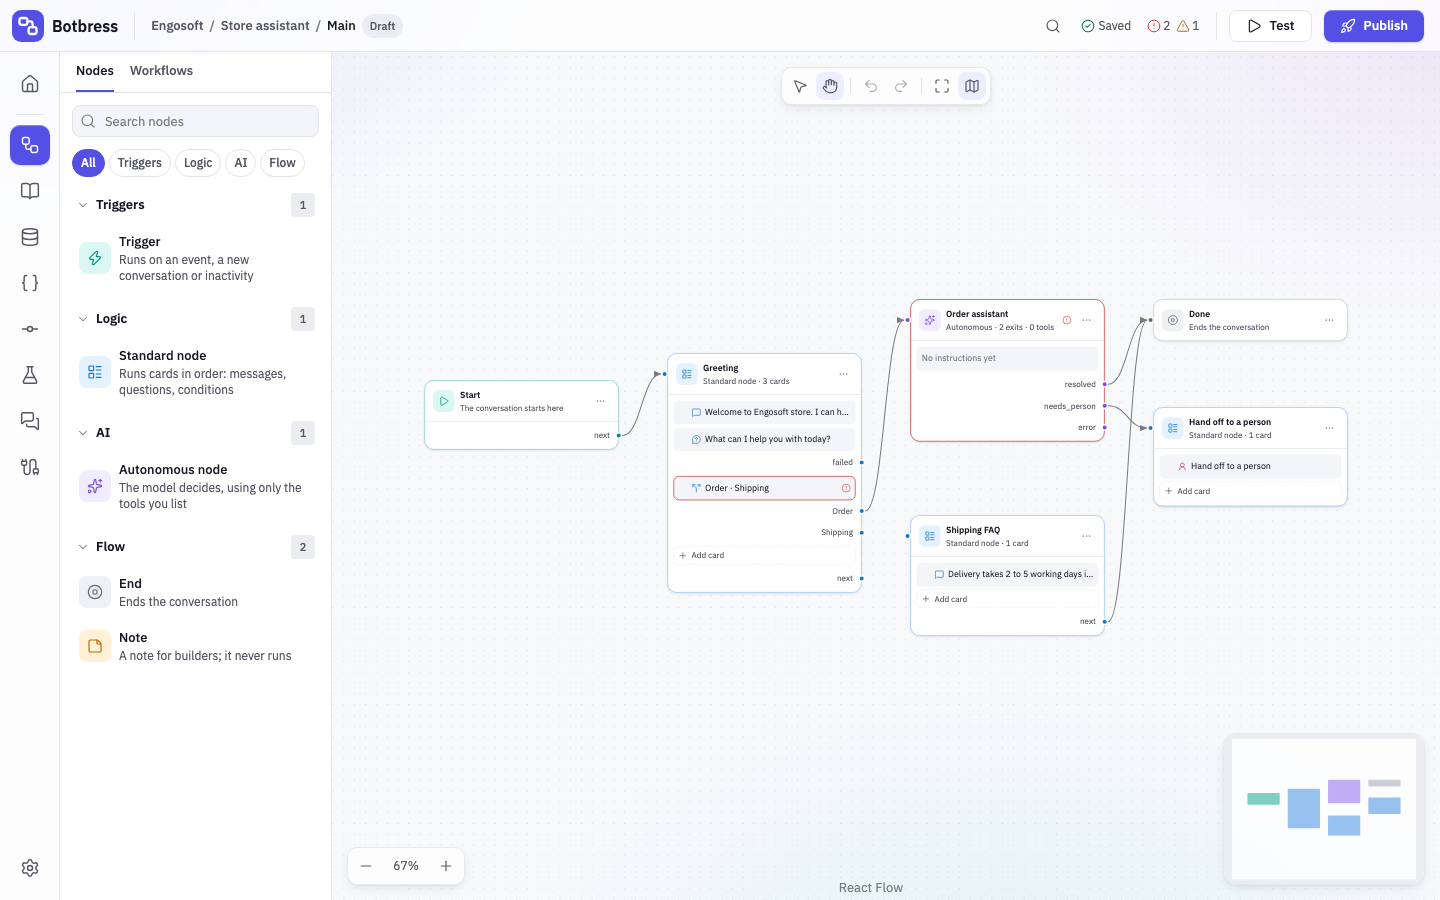 Botbress
Engosoft / Store assistant / Main Draft
Saved 2 1 Test Publish
Nodes Workflows
Search nodes
All Triggers Logic AI Flow
Triggers 1
Trigger
Runs on an event, a new
conversation or inactivity
Logic 1
Standard node
Runs cards in order: messages,
questions, conditions
AI 1
Autonomous node
The model decides, using only the
tools you list
Flow 2
End
Ends the conversation
Note
A note for builders; it never runs
Start
The conversation starts here
next
Greeting
Standard node · 3 cards
Welcome to Engosoft store. I can h...
What can I help you with today?
failed
Order · Shipping
Order
Shipping
+ Add card
next
Order assistant
Autonomous · 2 exits · 0 tools
No instructions yet
resolved
needs_person
error
Shipping FAQ
Standard node · 1 card
Delivery takes 2 to 5 working days i...
+ Add card
next
Done
Ends the conversation
Hand off to a person
Standard node · 1 card
Hand off to a person
+ Add card
67%
React Flow